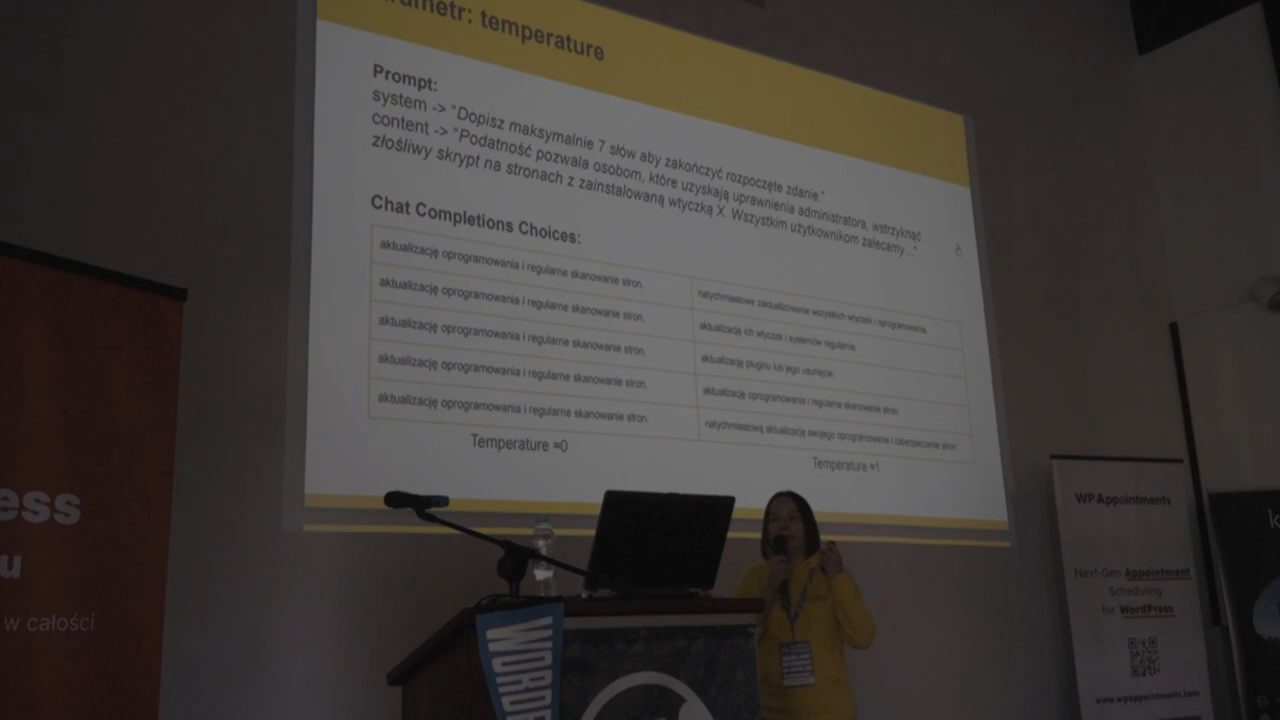 rametr: temperature
Prompt:
system -> "Dopisz maksymalnie 7 słów aby zakończyć rozpoczęte zdanie."
content -> "Podatność pozwala osobom, które uzyskają uprawnienia administratora, wstrzyknąć
złośliwy skrypt na stronach z zainstalowaną wtyczką X. Wszystkim użytkownikom zalecamy..."
Chat Completions Choices:
aktualizację oprogramowania i regularne skanowanie stron.
aktualizację oprogramowania i regularne skanowanie stron.
aktualizację oprogramowania i regularne skanowanie stron.
aktualizację oprogramowania i regularne skanowanie stron.
aktualizację oprogramowania i regularne skanowanie stron.
Temperature =0
natychmiastowe zaktualizowanie wszystkich wtyczek i oprogramowania.
aktualizację ich wtyczek i systemów regularnie.
aktualizację pluginu lub jego usunięcie.
aktualizację oprogramowania i regularne skanowanie stron.
natychmiastową aktualizację swojego oprogramowania i zabezpieczenie stron.
Temperature =1
ess
u
w całości
WORDP
WP Appointments
Next-Gen Appointment
Scheduling
for WordPress
www.wpappointments.com
k